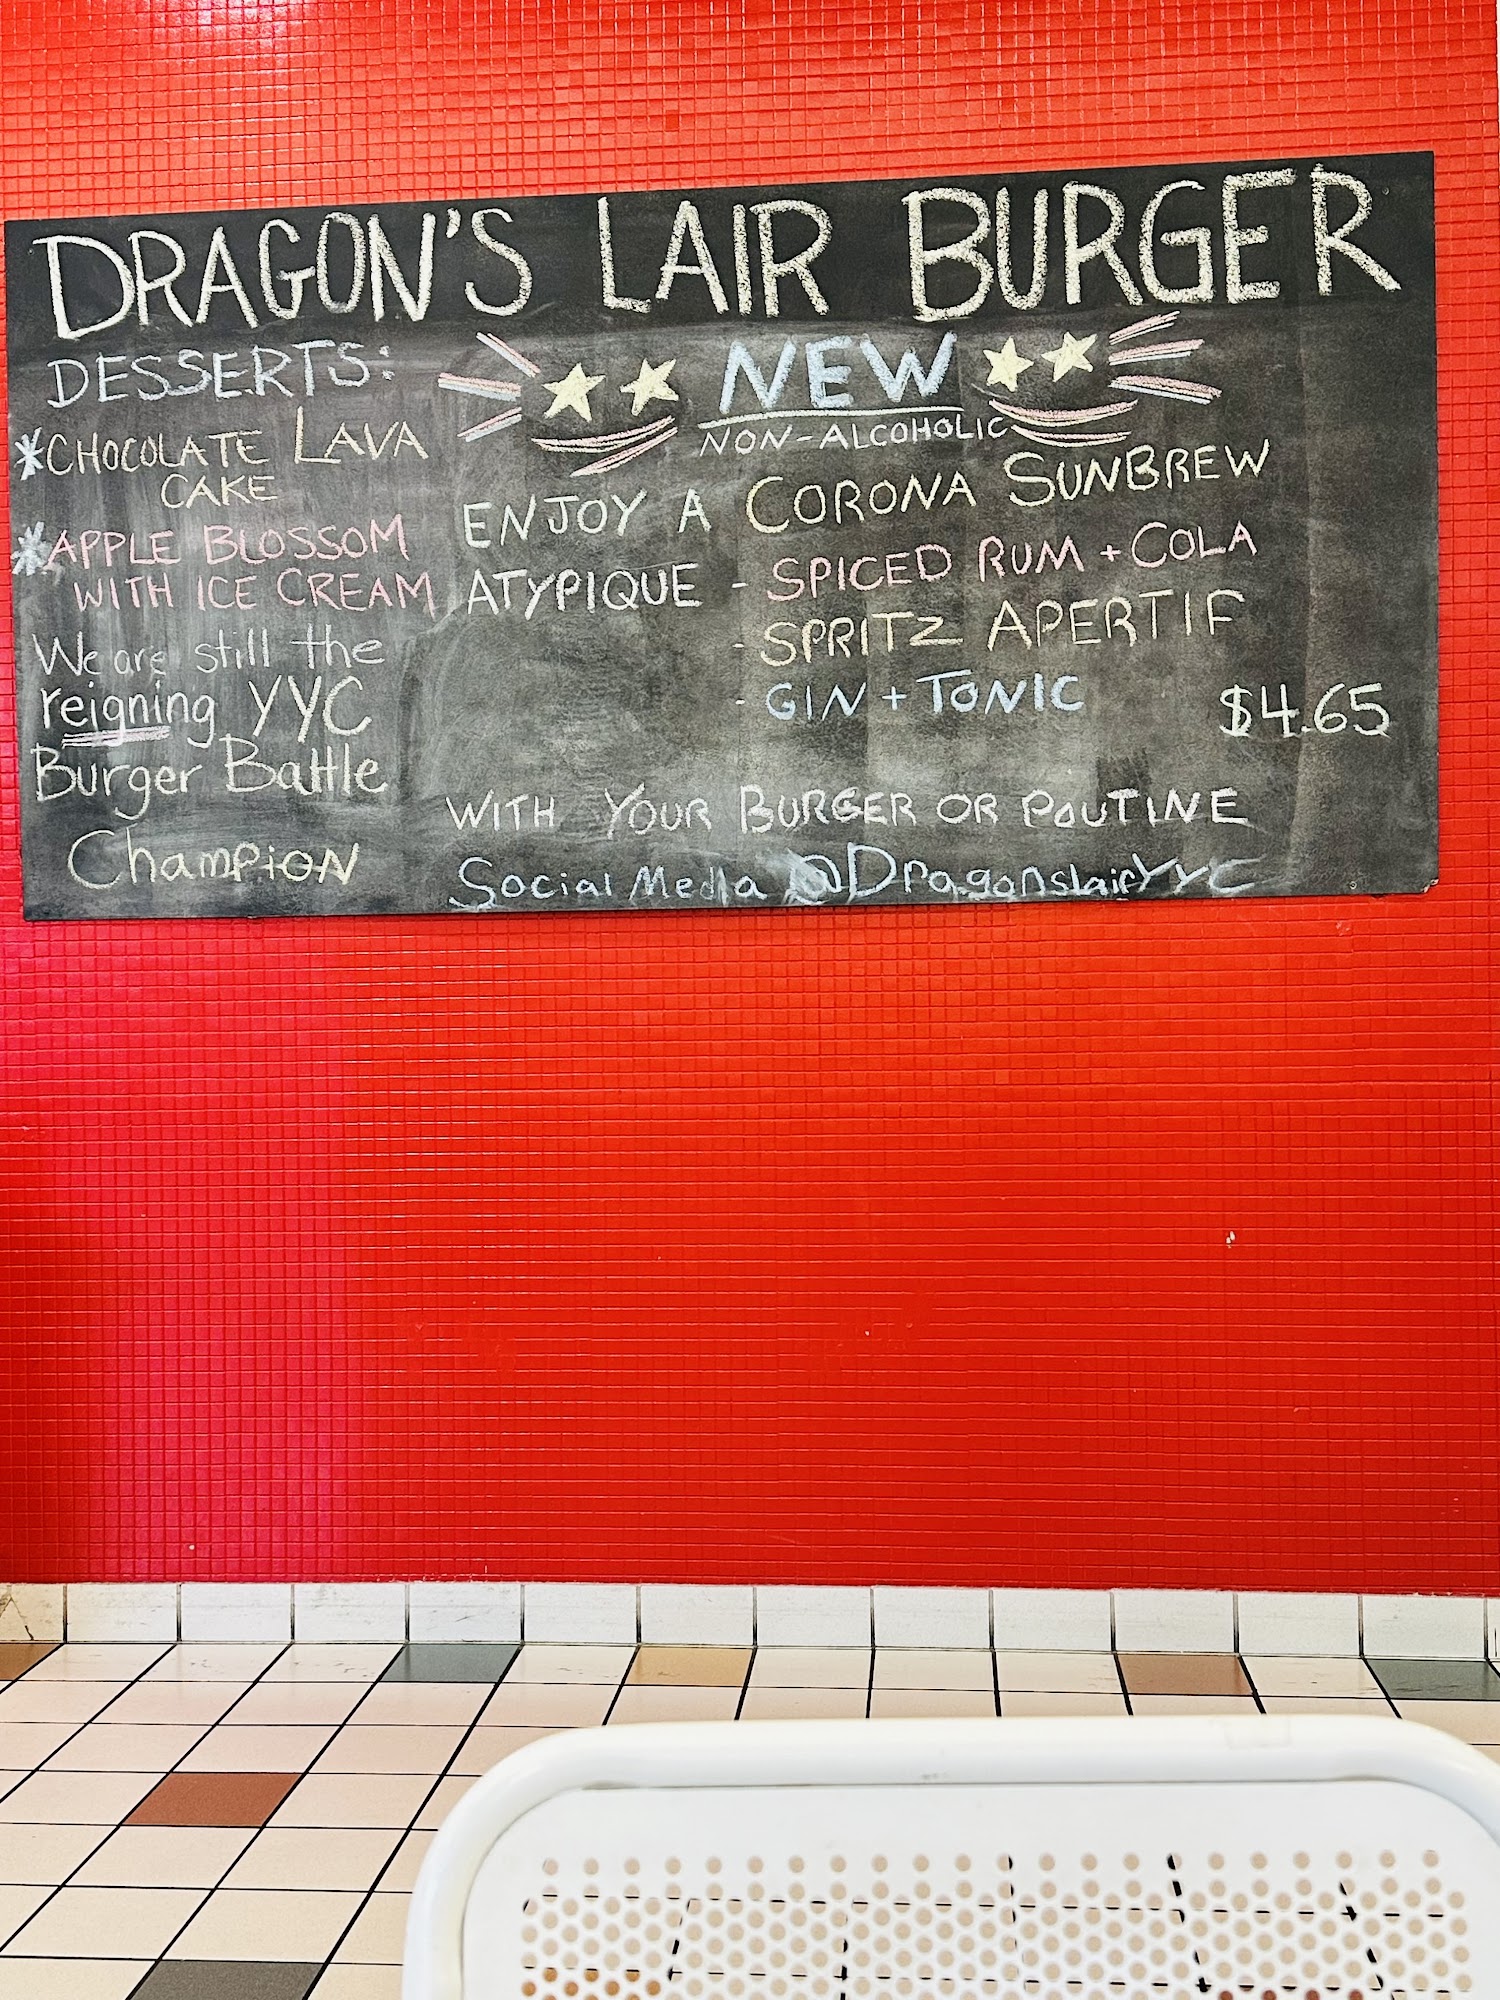 DRAGON'S LAIR BURGER
DESSERTS:
*CHOCOLATE LAVA
CAKE
*APPLE BLOSSOM
WITH ICE CREAM
We are still the
reigning YYC
Burger Battle
Champion
NEW
NON-ALCOHOLIC
ENJOY A CORONA SUNBREW
ATYPIQUE - SPICED RUM + COLA
- SPRITZ APERTIF
- GIN + TONIC $4.65
WITH YOUR BURGER OR POUTINE
Social Media @DragonslairYYC